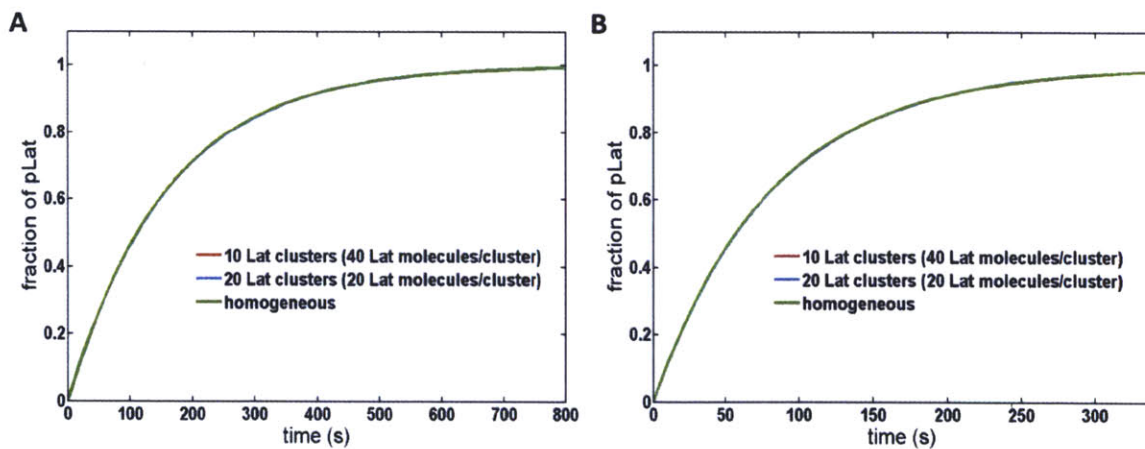 A
fraction of pLat
1
0.8
0.6
0.4
0.2
0
10 Lat clusters (40 Lat molecules/cluster)
20 Lat clusters (20 Lat molecules/cluster)
homogeneous
0 100 200 300 400 500 600 700 800
time (s)
B
fraction of pLat
1
0.8
0.6
0.4
0.2
0
10 Lat clusters (40 Lat molecules/cluster)
20 Lat clusters (20 Lat molecules/cluster)
homogeneous
0 50 100 150 200 250 300
time (s)